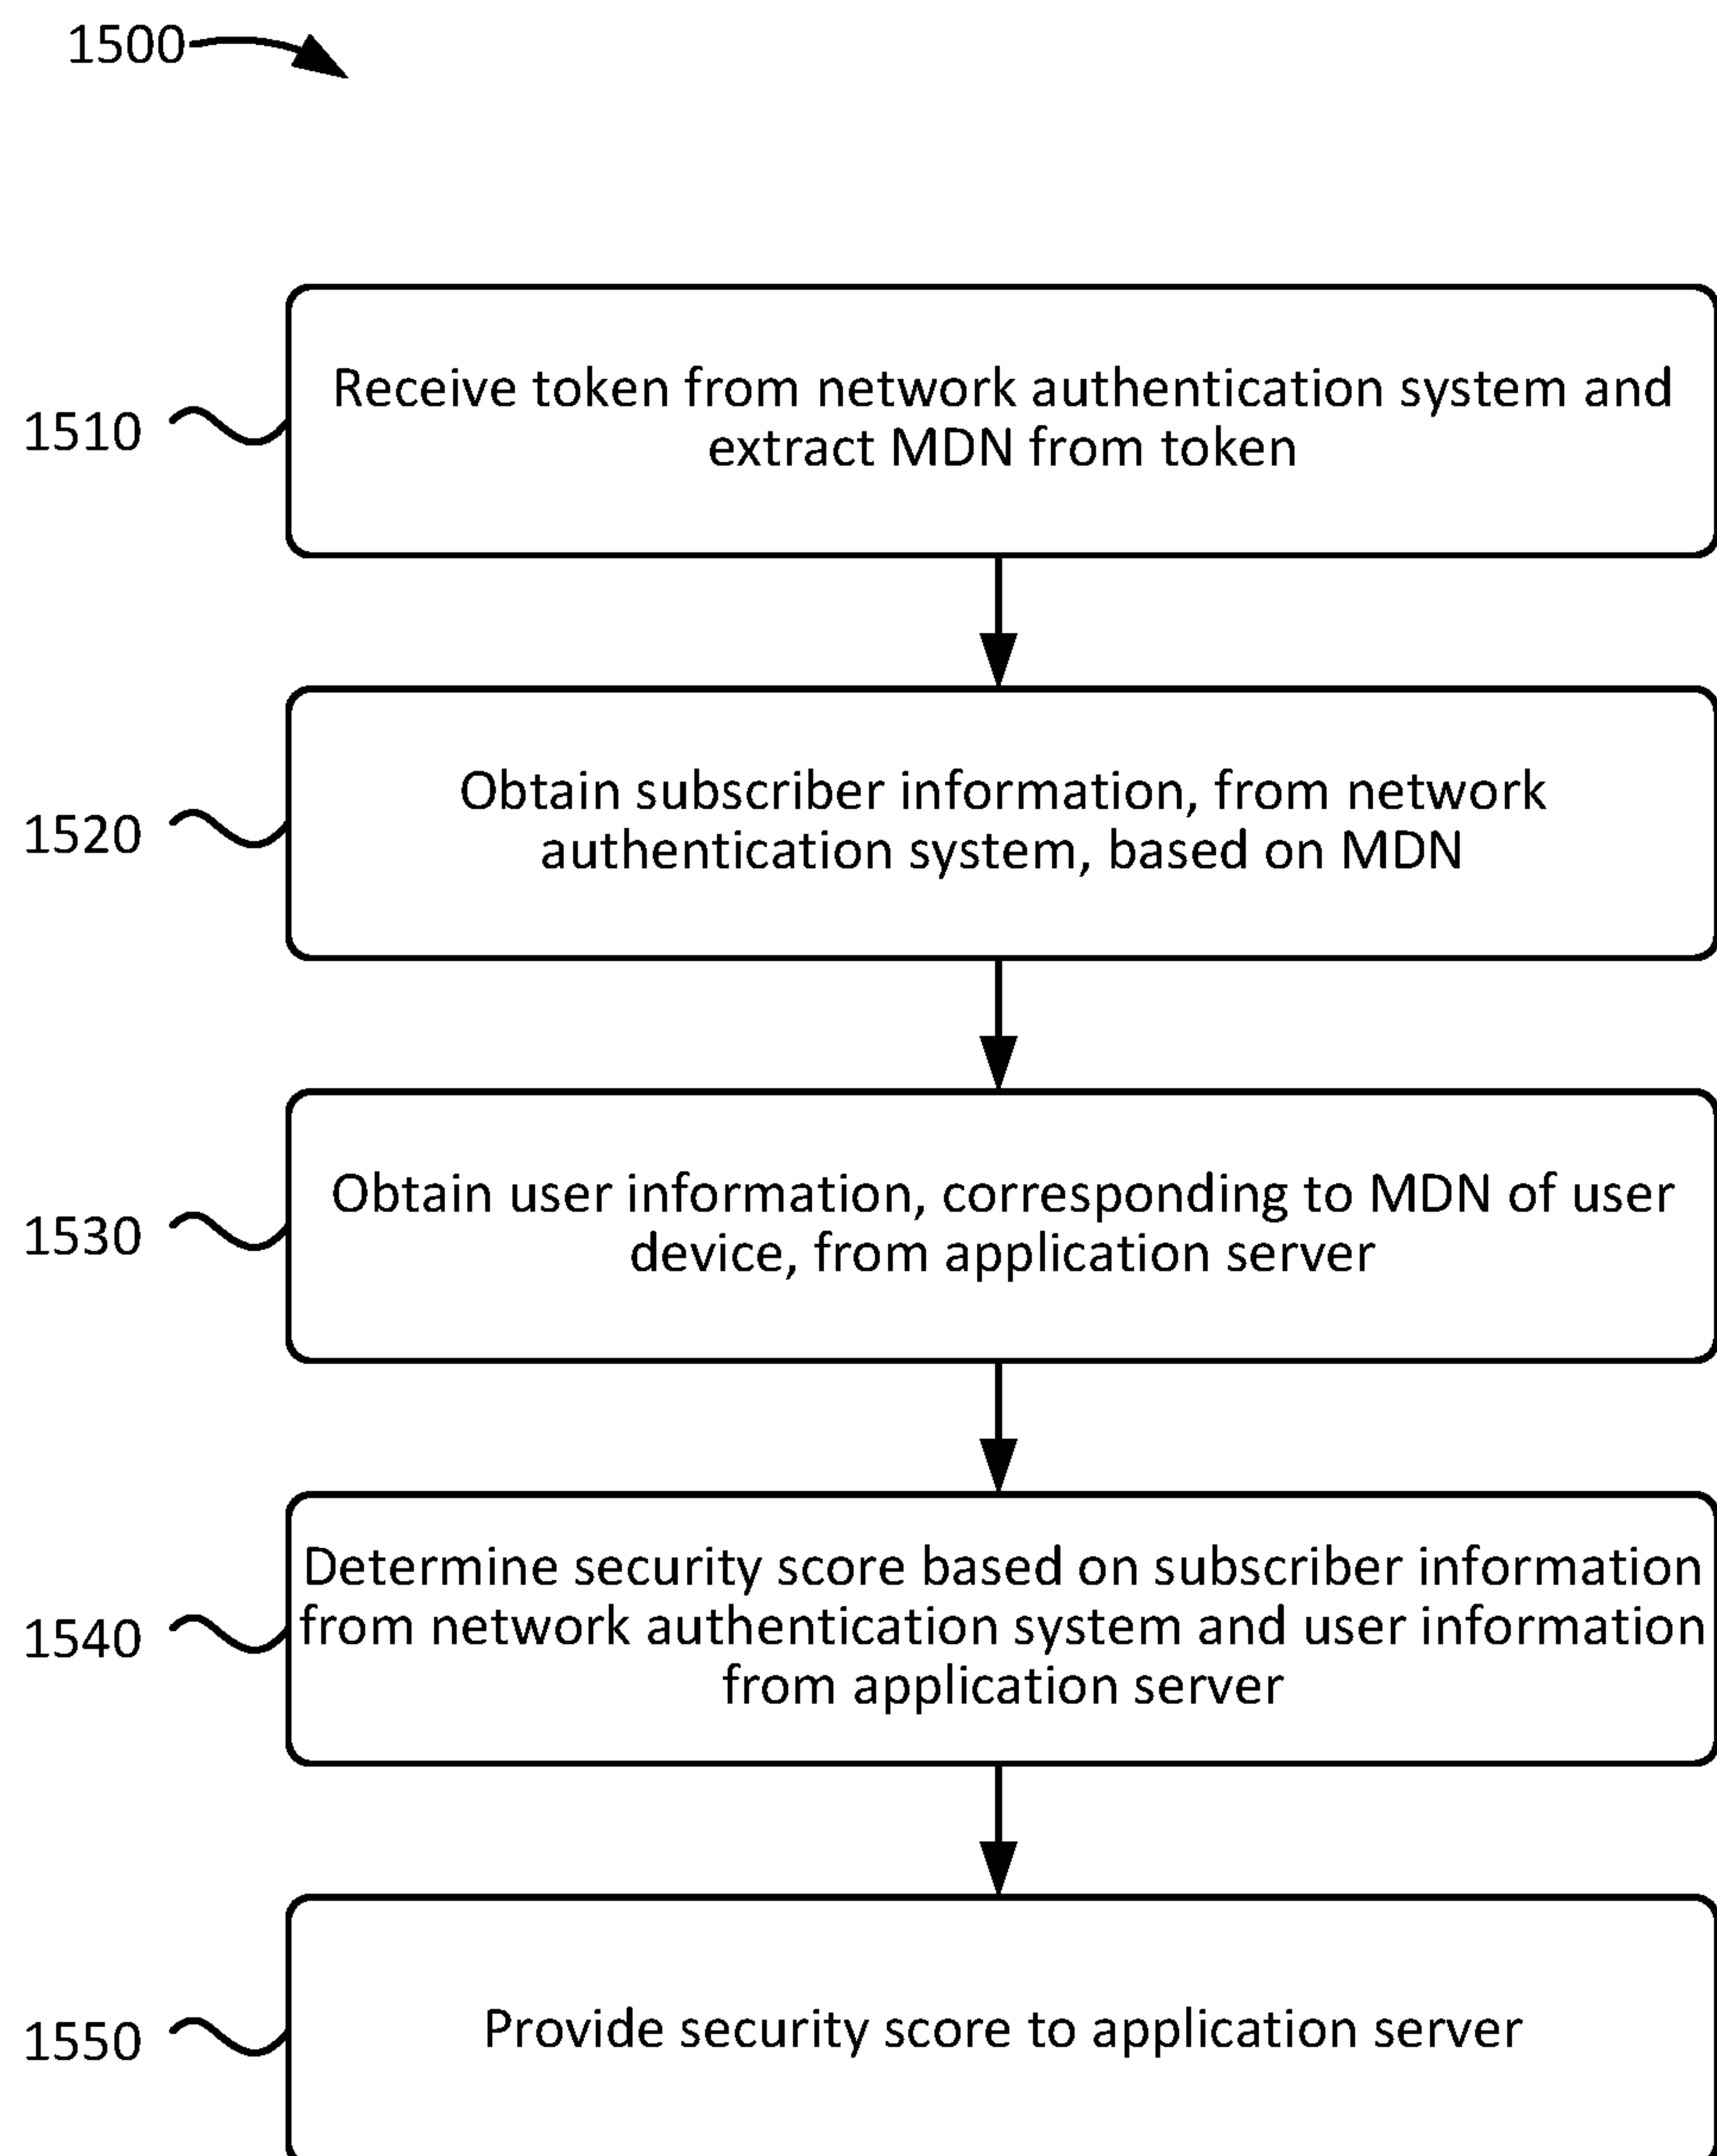 1500
Receive token from network authentication system and
extract MDN from token
1510
Obtain subscriber information, from network
authentication system, based on MDN
1520
Obtain user information, corresponding to MDN of user
device, from application server
1530
Determine security score based on subscriber information
from network authentication system and user information
from application server
1540
Provide security score to application server
1550